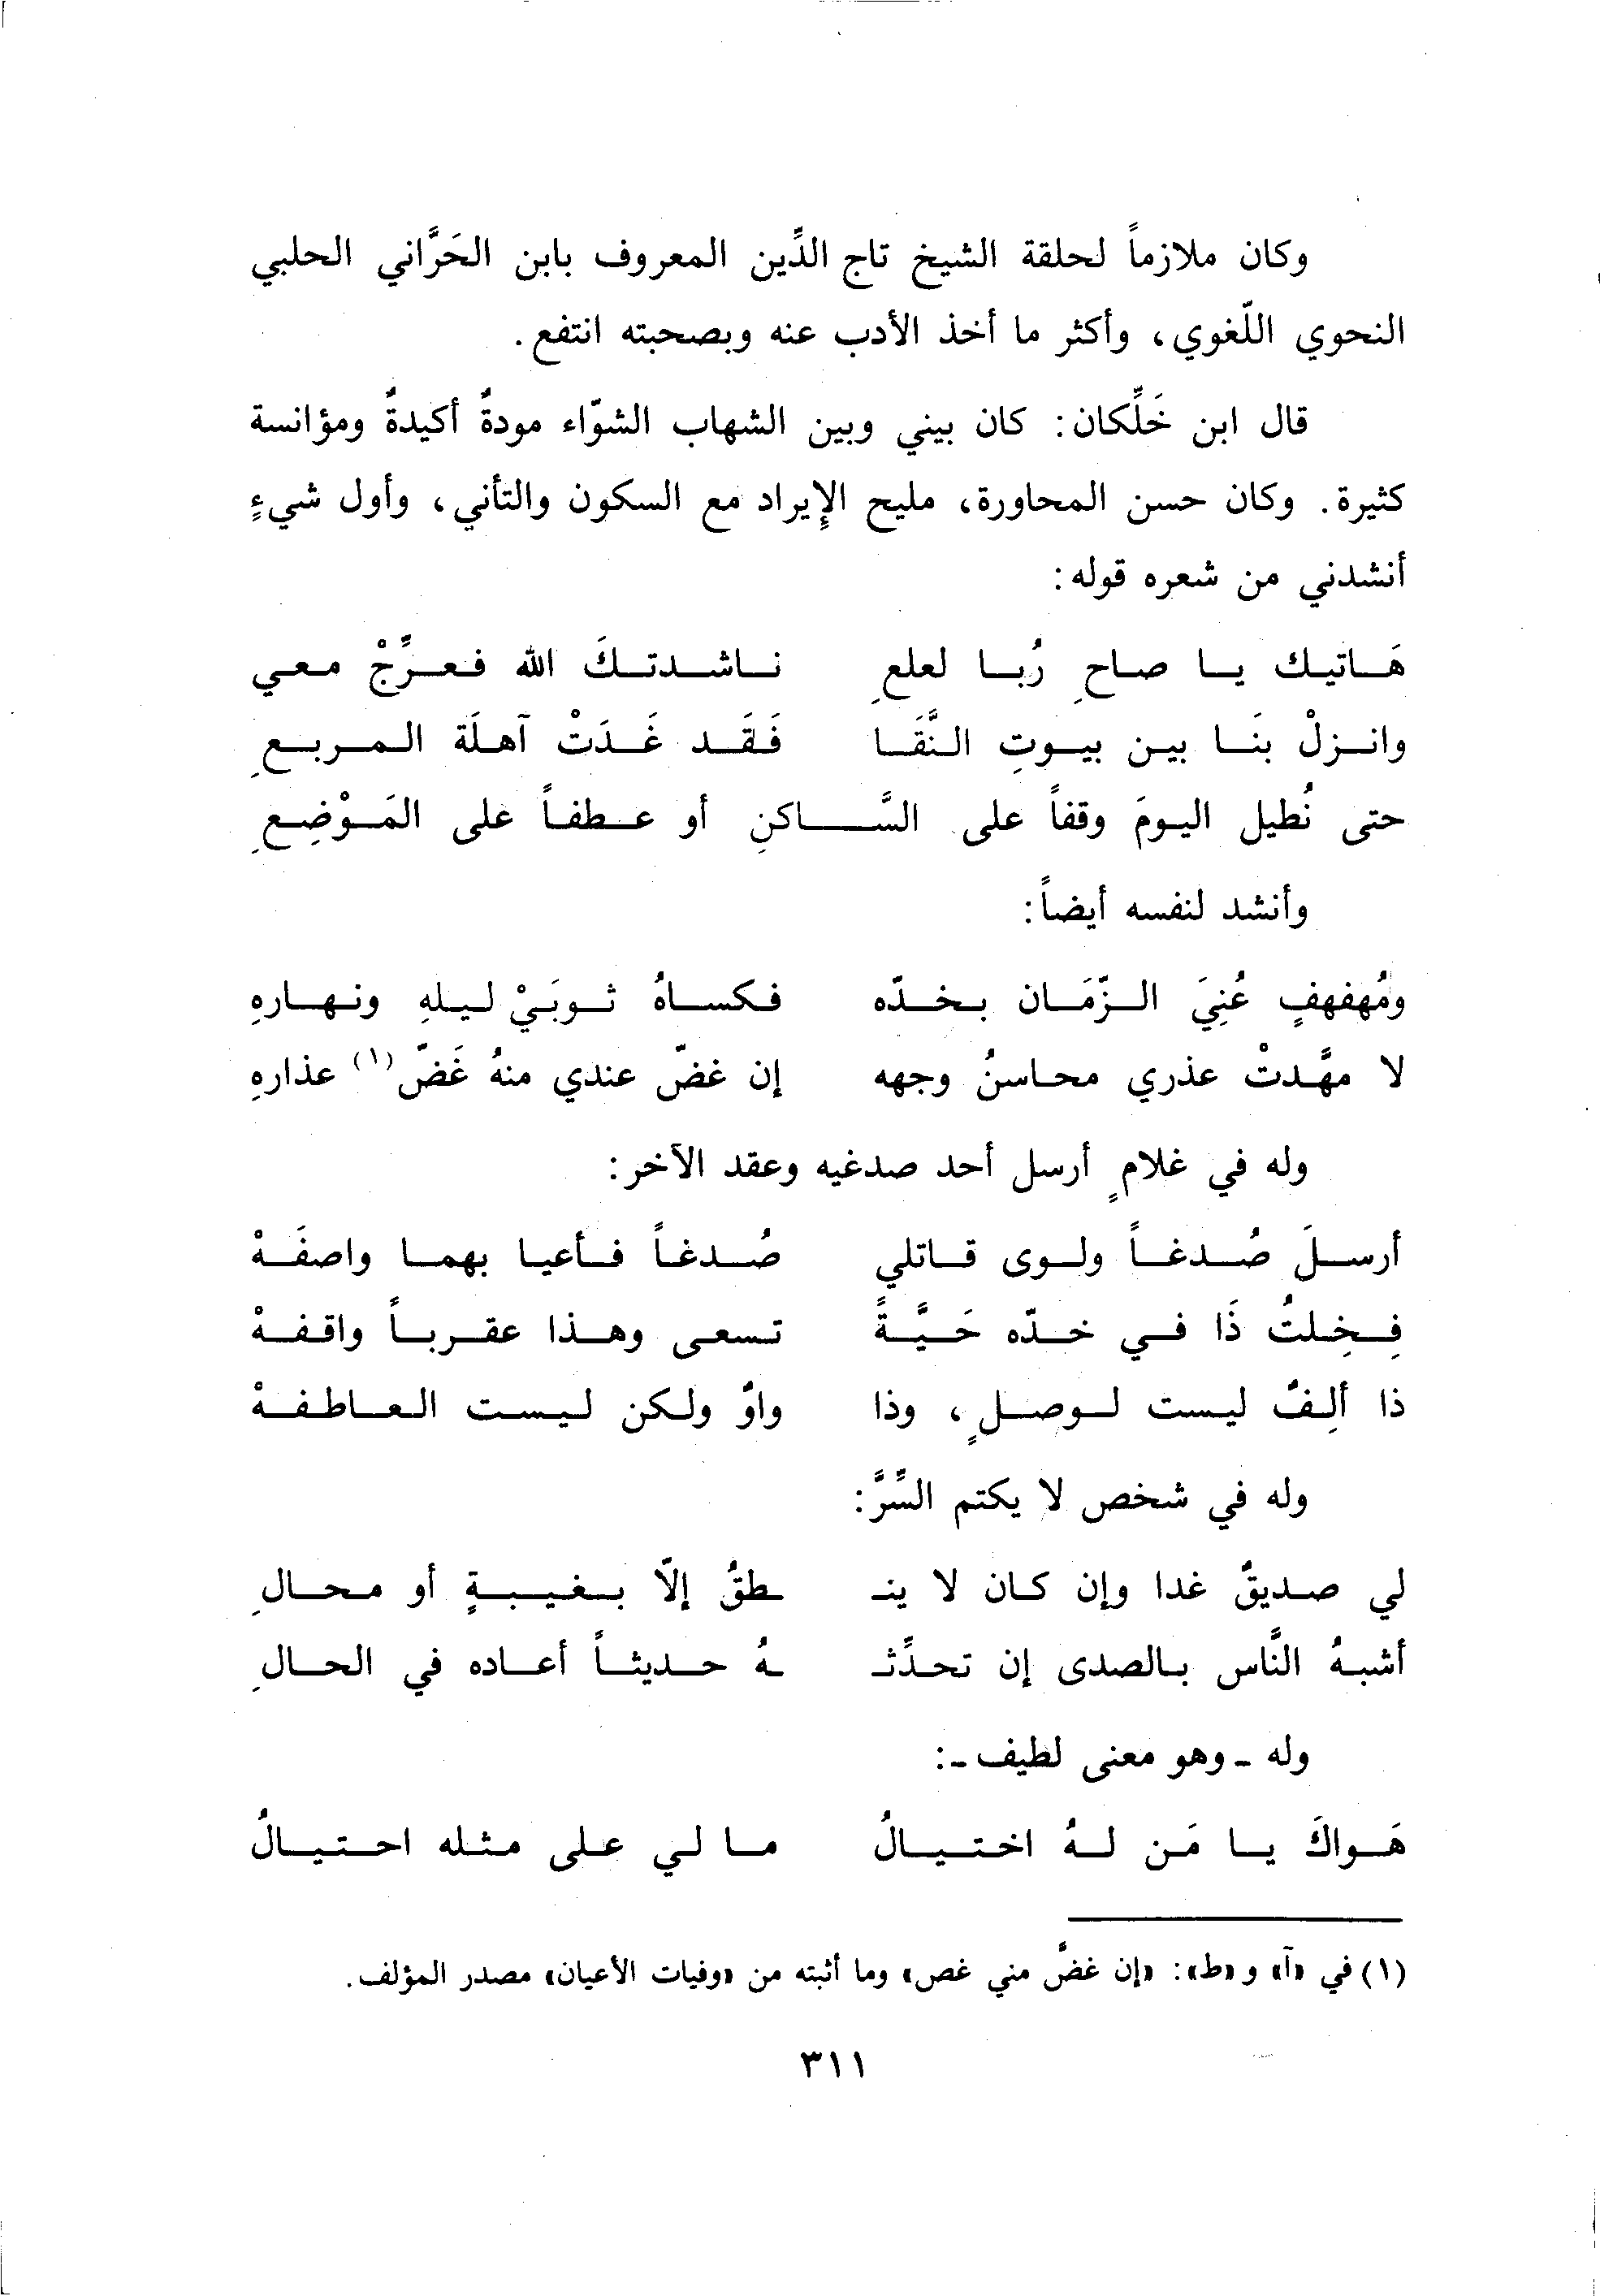 وكان ملازماً لحلقة الشيخ تاج الدِّين المعروف بابن الحَرَّاني الحلبي
النحوي اللّغوي، وأكثر ما أخذ الأدب عنه وبصحبته انتفع.
قال ابن خَلِّكان: كان بيني وبين الشهاب الشوّاء مودةٌ أكيدةٌ ومؤانسة
كثيرة. وكان حسن المحاورة، مليح الإيراد مع السكون والتأني، وأول شيءٍ
أنشدني من شعره قوله:
هَاتيك يا صاحِ رُبا لعلعِ ناشدتكَ الله فعرِّجْ معي
وانزلْ بنَا بين بيوتِ النَّقَا فَقَد غَدَتْ آهلَة المربعِ
حتى نُطيل اليومَ وقفاً على السَّاكنِ أو عطفاً على المَوْضِعِ
وأنشد لنفسه أيضاً:
ومُهفهفٍ عُنِيَ الزّمَان بخدّه فكساهُ ثوبَيْ ليلهِ ونهارهِ
لا مهَّدتْ عذري محاسنُ وجهه إن غضّ عندي منهُ غَضّ(١) عذارهِ
وله في غلامٍ أرسل أحد صدغيه وعقد الآخر:
أرسلَ صُدغاً ولوى قاتلي صُدغاً فأعيا بهما واصفَهْ
فِخِلتُ ذَا في خدّه حَيَّةً تسعى وهذا عقرباً واقفهْ
ذا ألِفٌ ليست لوصلٍ، وذا واوٌ ولكن ليست العاطفهْ
وله في شخص لا يكتم السِّرَّ:
لي صديقٌ غدا وإن كان لا ينـ ـطقُ إلّا بغيبةٍ أو محالِ
أشبهُ النَّاس بالصدى إن تحدِّثـ ـهُ حديثاً أعاده في الحالِ
وله ـ وهو معنى لطيف ـ:
هَواكَ يا مَن لهُ اختيالُ ما لي على مثله احتيالُ
(١) في «آ» و «ط»: «إن غضَّ مني غص» وما أثبته من «وفيات الأعيان» مصدر المؤلف.
٣١١